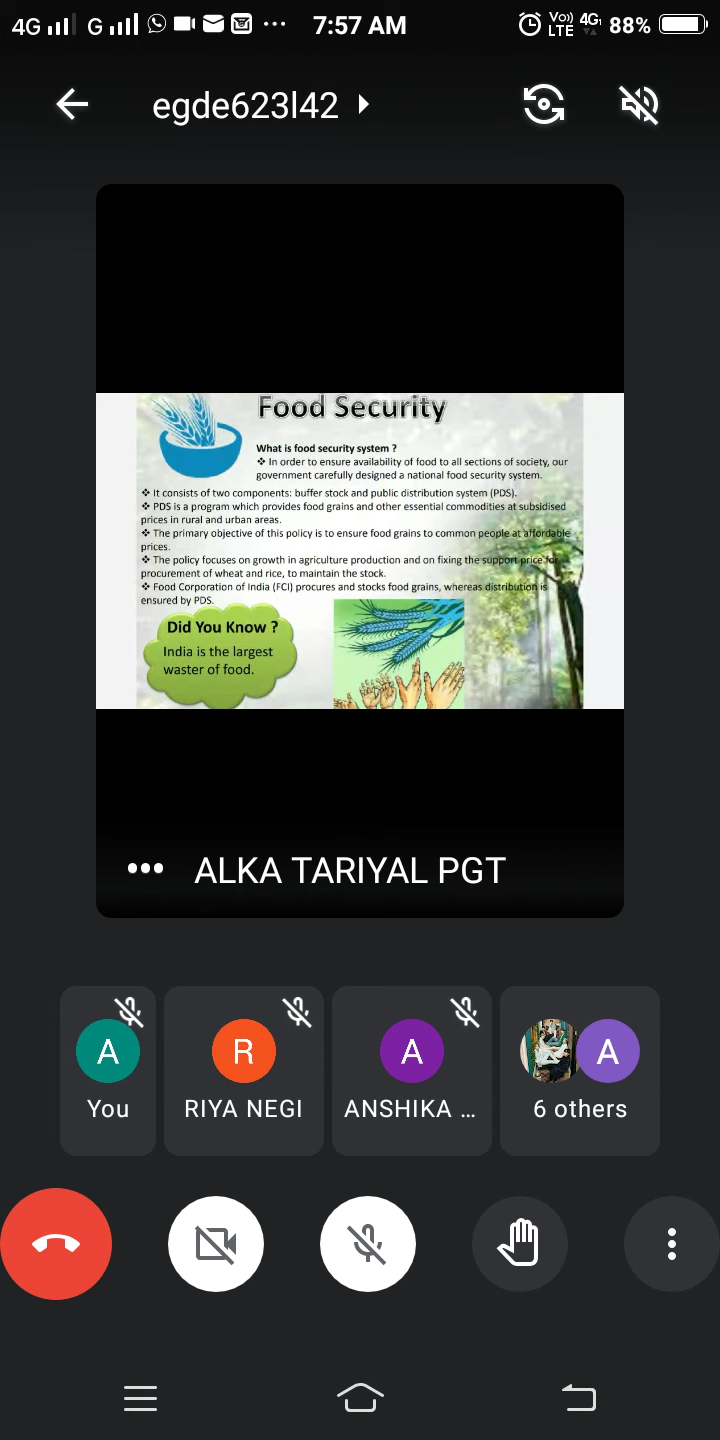 4G G 7:57 AM Vo)) LTE 4G 88%
egde623l42
Food Security
What is food security system ?
❖ In order to ensure availability of food to all sections of society, our
government carefully designed a national food security system.
❖ It consists of two components: buffer stock and public distribution system (PDS).
❖ PDS is a program which provides food grains and other essential commodities at subsidised
prices in rural and urban areas.
❖ The primary objective of this policy is to ensure food grains to common people at affordable
prices.
❖ The policy focuses on growth in agriculture production and on fixing the support price for
procurement of wheat and rice, to maintain the stock.
❖ Food Corporation of India (FCI) procures and stocks food grains, whereas distribution is
ensured by PDS.
Did You Know ?
India is the largest
waster of food.
ALKA TARIYAL PGT
A R A A
You RIYA NEGI ANSHIKA ... 6 others